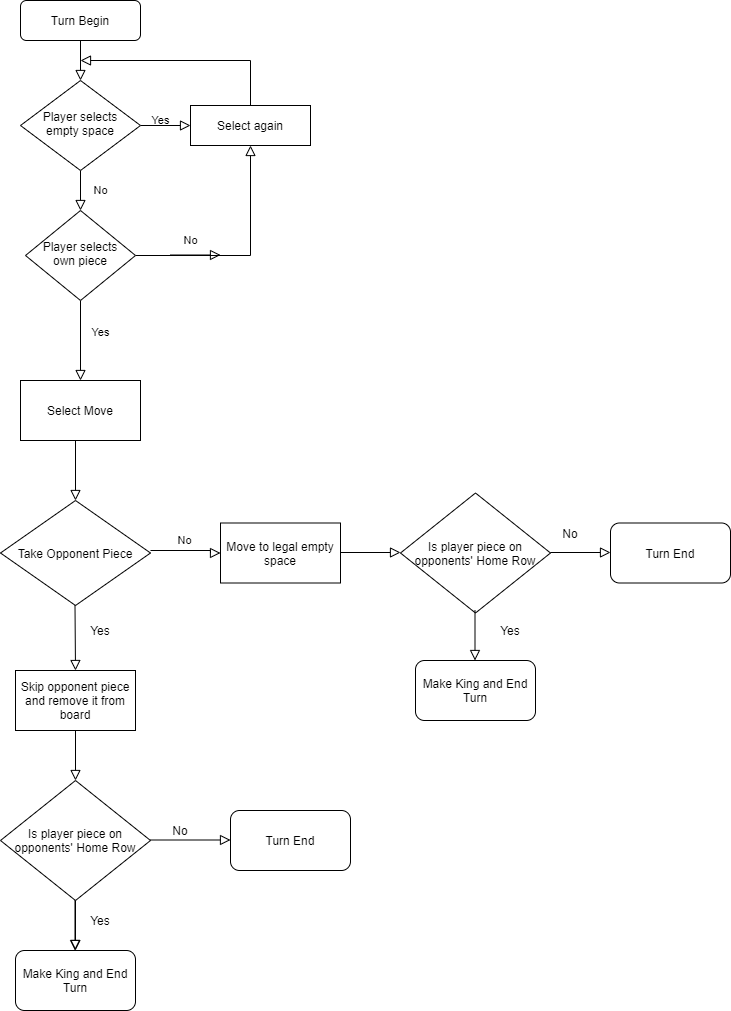 Turn Begin
Player selects
empty space
Yes
Select again
No
Player selects
own piece
No
Yes
Select Move
Take Opponent Piece
No
Move to legal empty
space
Is player piece on
opponents' Home Row
No
Turn End
Yes
Make King and End
Turn
Yes
Skip opponent piece
and remove it from
board
Is player piece on
opponents' Home Row
No
Turn End
Yes
Make King and End
Turn